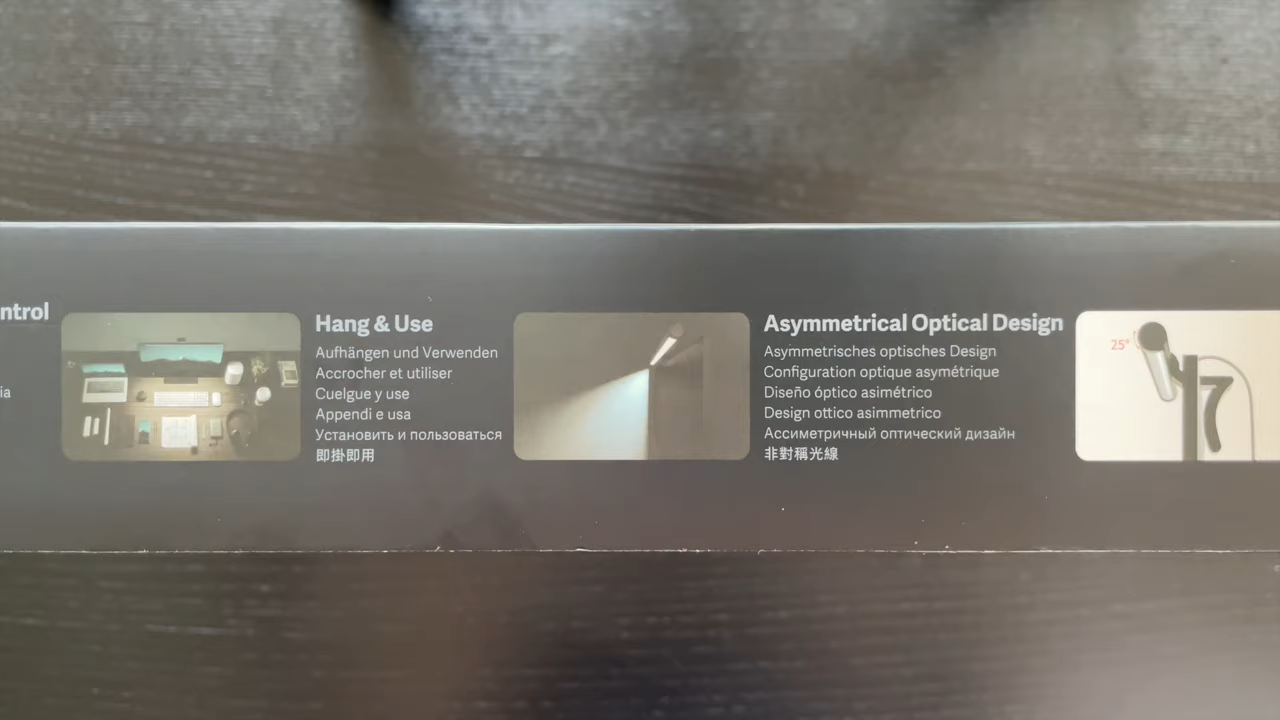 ntrol
ia
Hang & Use
Aufhängen und Verwenden
Accrocher et utiliser
Cuelgue y use
Appendi e usa
Установить и пользоваться
即掛即用
Asymmetrical Optical Design
Asymmetrisches optisches Design
Configuration optique asymétrique
Diseño óptico asimétrico
Design ottico asimmetrico
Ассиметричный оптический дизайн
非對稱光線
25°